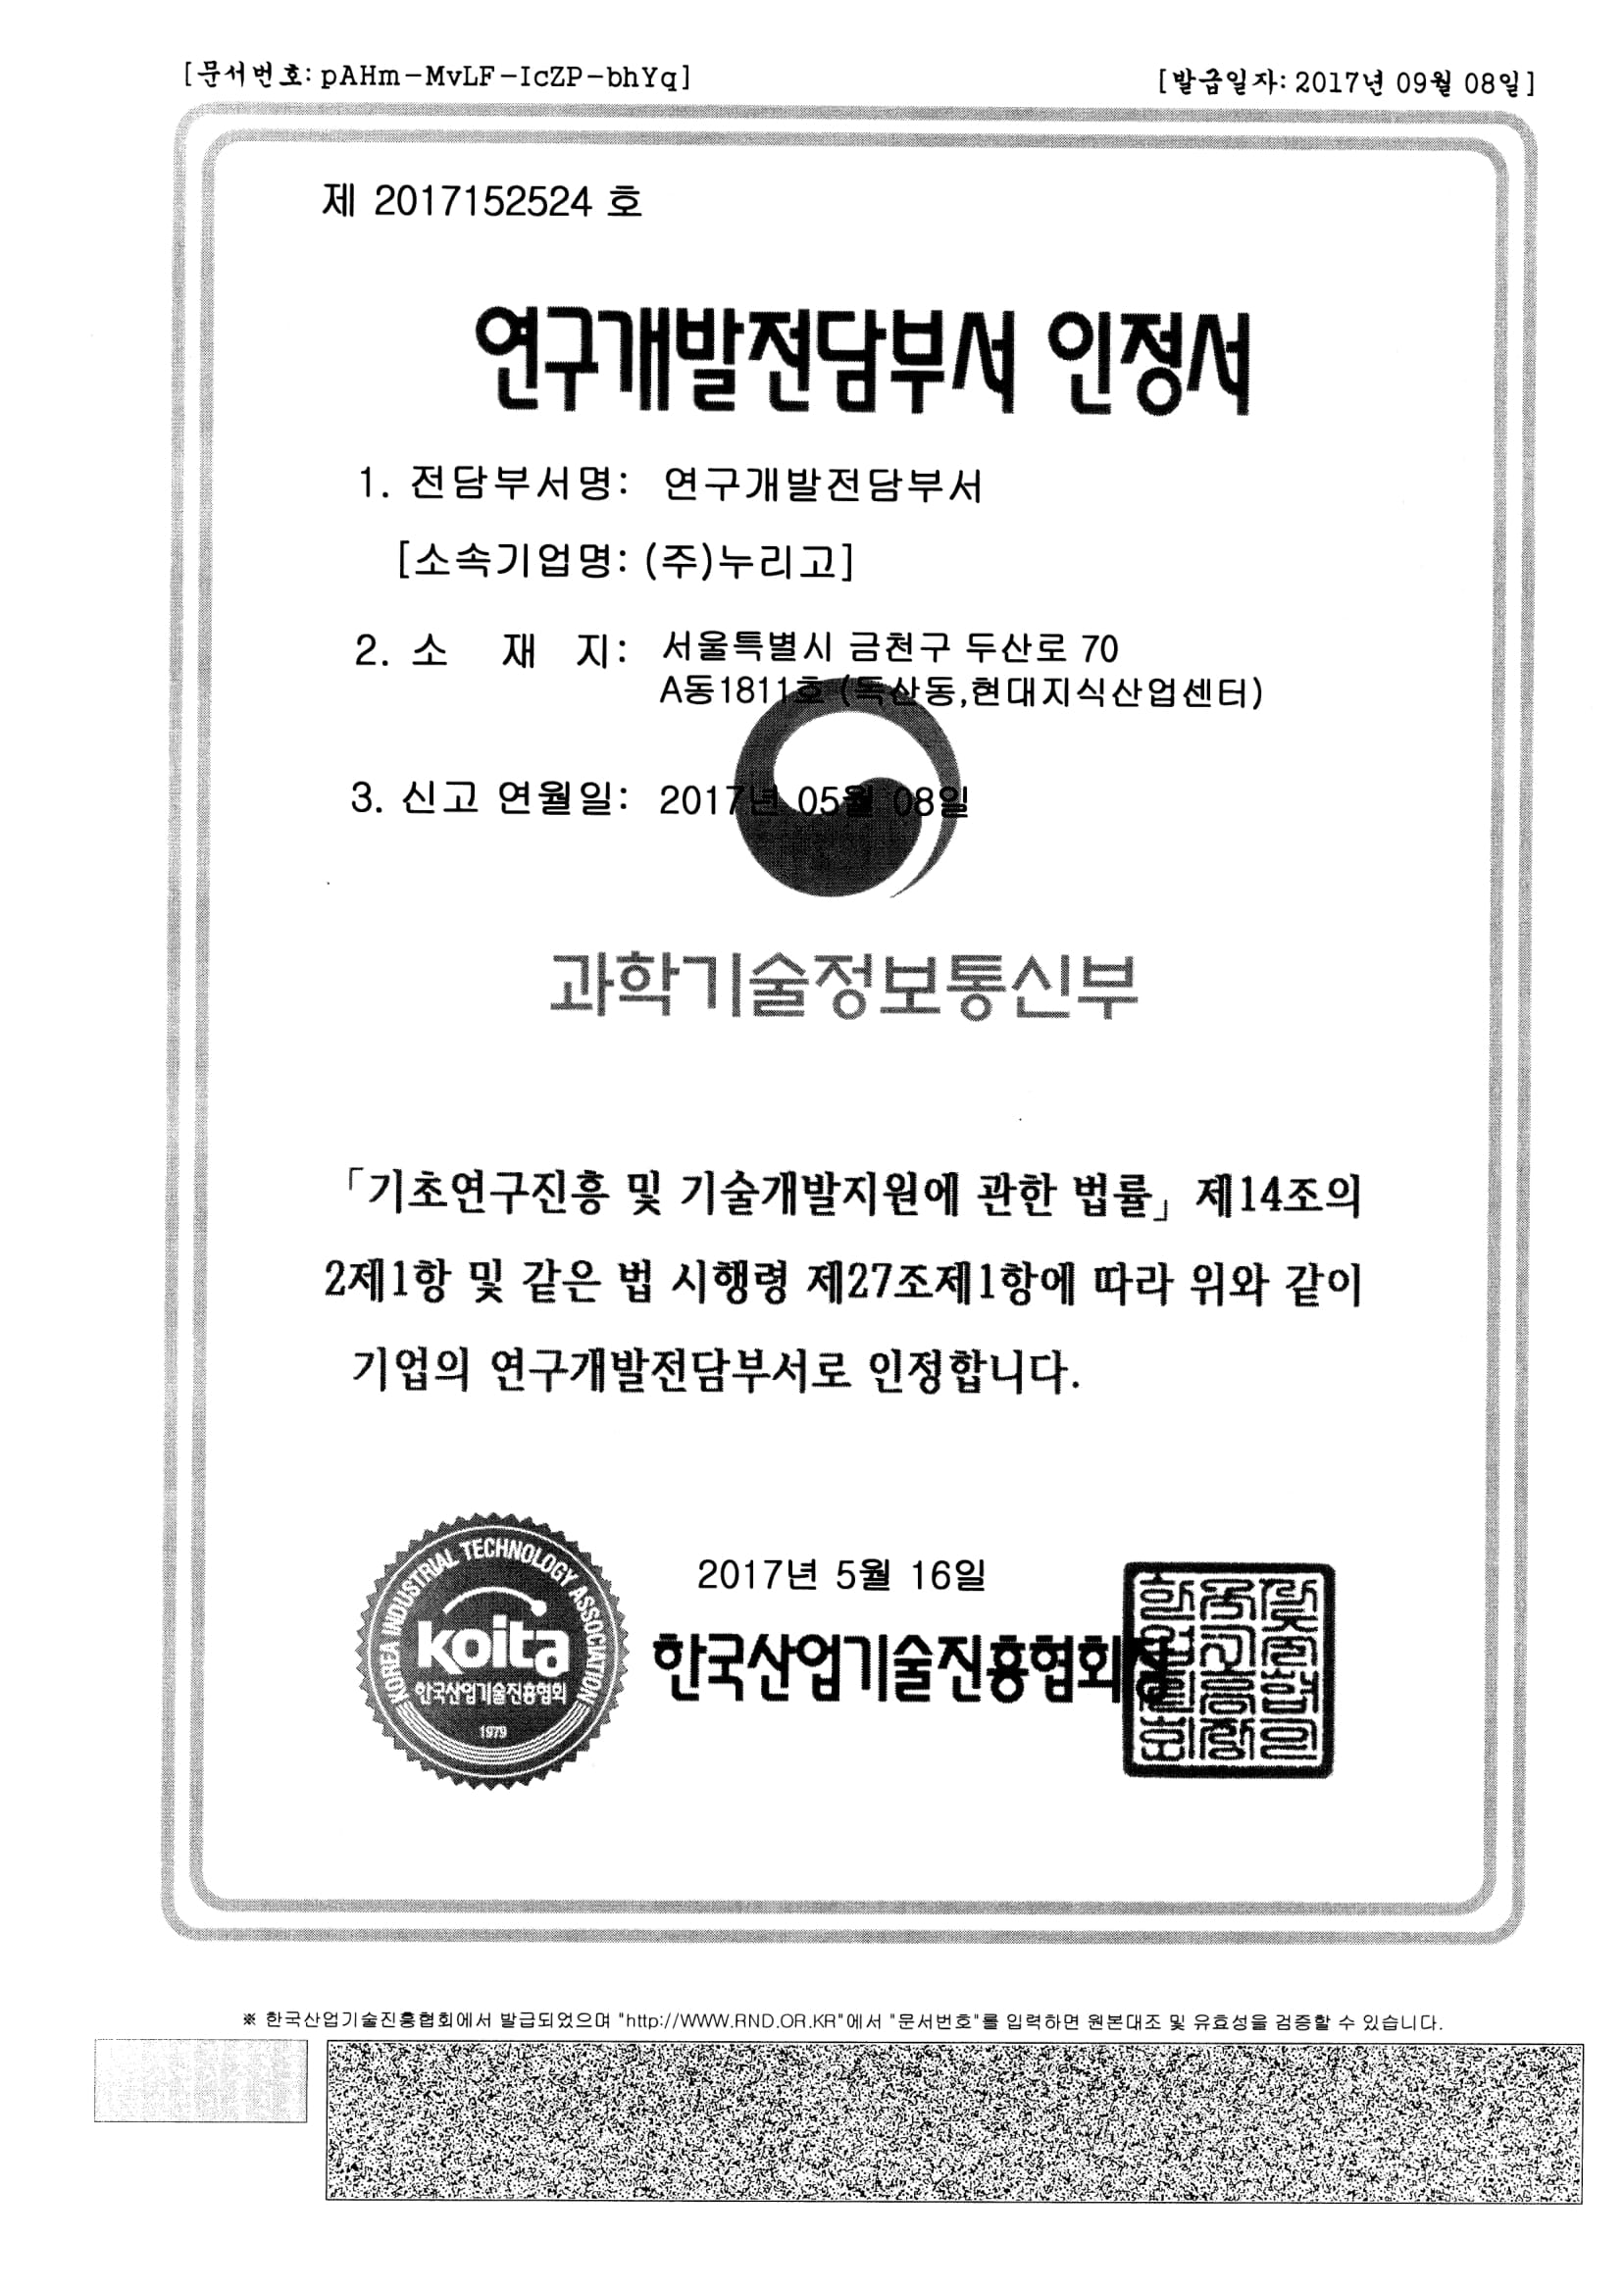 [문서번호: pAHm-MvLF-IcZP-bhYq]
[발급일자: 2017년 09월 08일]
제 2017152524 호
연구개발전담부서 인정서
1. 전담부서명: 연구개발전담부서
[소속기업명: (주)누리고]
2. 소 재 지: 서울특별시 금천구 두산로 70
A동1811호 (독산동,현대지식산업센터)
3. 신고 연월일: 2017년 05월 08일
과학기술정보통신부
「기초연구진흥 및 기술개발지원에 관한 법률」 제14조의
2제1항 및 같은 법 시행령 제27조제1항에 따라 위와 같이
기업의 연구개발전담부서로 인정합니다.
2017년 5월 16일
한국산업기술진흥협회장
KOREA INDUSTRIAL TECHNOLOGY ASSOCIATION
koita
한국산업기술진흥협회
1979
※ 한국산업기술진흥협회에서 발급되었으며 "http://WWW.RND.OR.KR"에서 "문서번호"를 입력하면 원본대조 및 유효성을 검증할 수 있습니다.